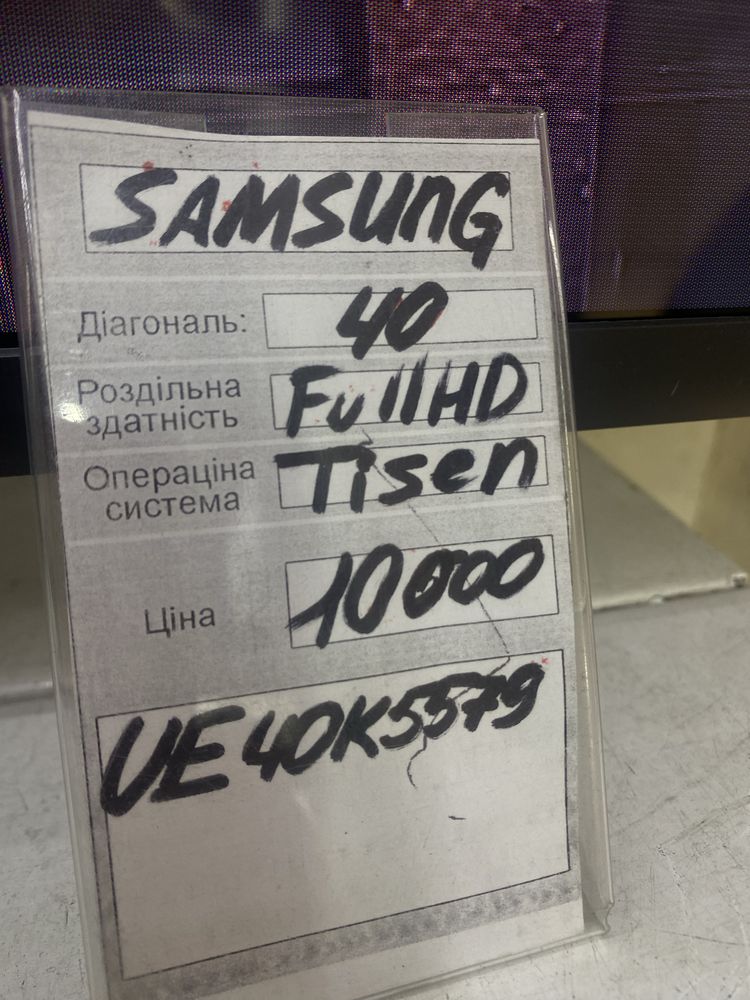 SAMSUNG
Діагональ: 40
Роздільна здатність FullHD
Операціна система Tisen
Ціна 10000
UE40K5579